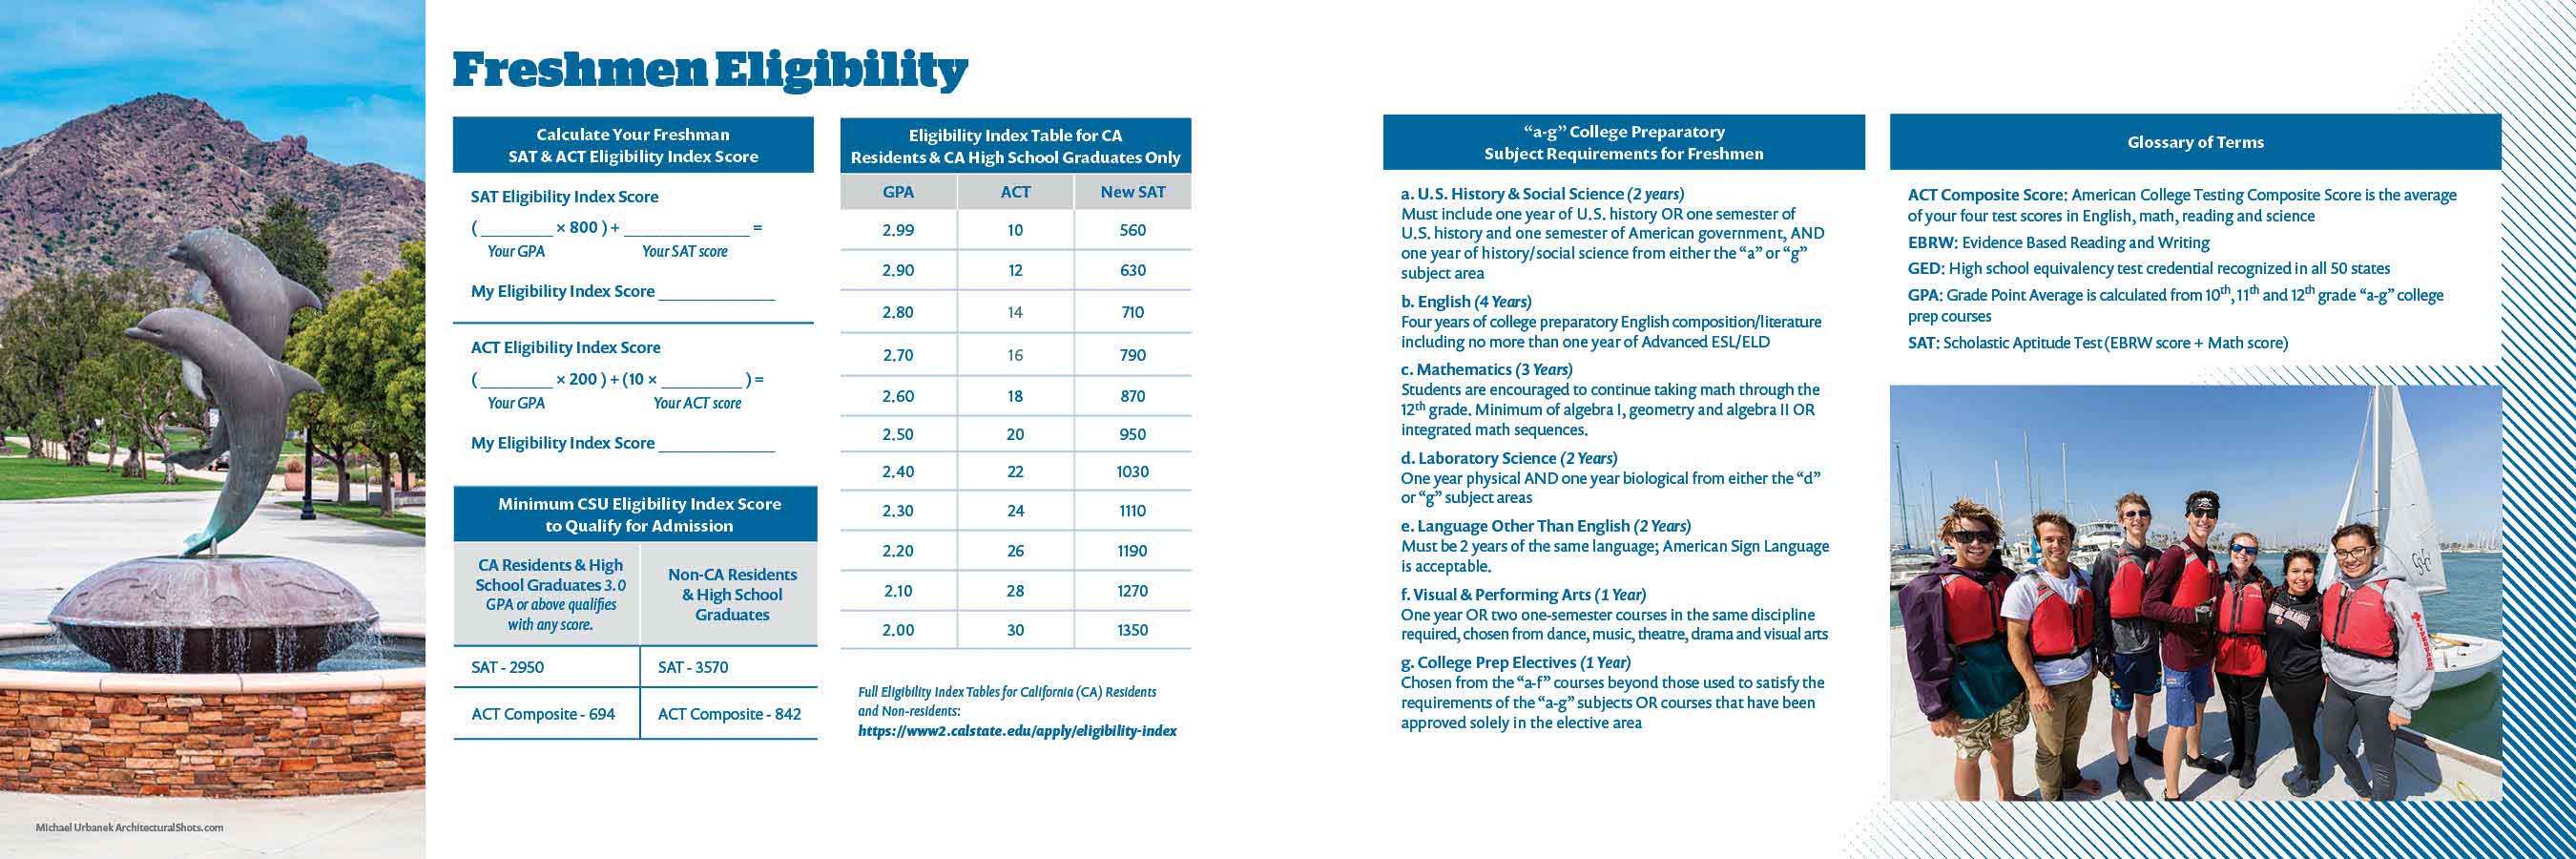 Freshmen Eligibility
Calculate Your Freshman
SAT & ACT Eligibility Index Score
SAT Eligibility Index Score
( ________ × 800 ) + ______________ =
Your GPA Your SAT score
My Eligibility Index Score _____________
ACT Eligibility Index Score
( ________ × 200 ) + (10 × _________ ) =
Your GPA Your ACT score
My Eligibility Index Score _____________
Minimum CSU Eligibility Index Score
to Qualify for Admission
CA Residents & High
School Graduates 3.0
GPA or above qualifies
with any score.
Non-CA Residents
& High School
Graduates
SAT - 2950 SAT - 3570
ACT Composite - 694 ACT Composite - 842
Eligibility Index Table for CA
Residents & CA High School Graduates Only
GPA ACT New SAT
2.99 10 560
2.90 12 630
2.80 14 710
2.70 16 790
2.60 18 870
2.50 20 950
2.40 22 1030
2.30 24 1110
2.20 26 1190
2.10 28 1270
2.00 30 1350
Full Eligibility Index Tables for California (CA) Residents
and Non-residents:
https://www2.calstate.edu/apply/eligibility-index
“a-g” College Preparatory
Subject Requirements for Freshmen
a. U.S. History & Social Science (2 years)
Must include one year of U.S. history OR one semester of
U.S. history and one semester of American government, AND
one year of history/social science from either the “a” or “g”
subject area
b. English (4 Years)
Four years of college preparatory English composition/literature
including no more than one year of Advanced ESL/ELD
c. Mathematics (3 Years)
Students are encouraged to continue taking math through the
12th grade. Minimum of algebra I, geometry and algebra II OR
integrated math sequences.
d. Laboratory Science (2 Years)
One year physical AND one year biological from either the “d”
or “g” subject areas
e. Language Other Than English (2 Years)
Must be 2 years of the same language; American Sign Language
is acceptable.
f. Visual & Performing Arts (1 Year)
One year OR two one-semester courses in the same discipline
required, chosen from dance, music, theatre, drama and visual arts
g. College Prep Electives (1 Year)
Chosen from the “a-f” courses beyond those used to satisfy the
requirements of the “a-g” subjects OR courses that have been
approved solely in the elective area
Glossary of Terms
ACT Composite Score: American College Testing Composite Score is the average
of your four test scores in English, math, reading and science
EBRW: Evidence Based Reading and Writing
GED: High school equivalency test credential recognized in all 50 states
GPA: Grade Point Average is calculated from 10th, 11th and 12th grade “a-g” college
prep courses
SAT: Scholastic Aptitude Test (EBRW score + Math score)
Michael Urbanek ArchitecturalShots.com